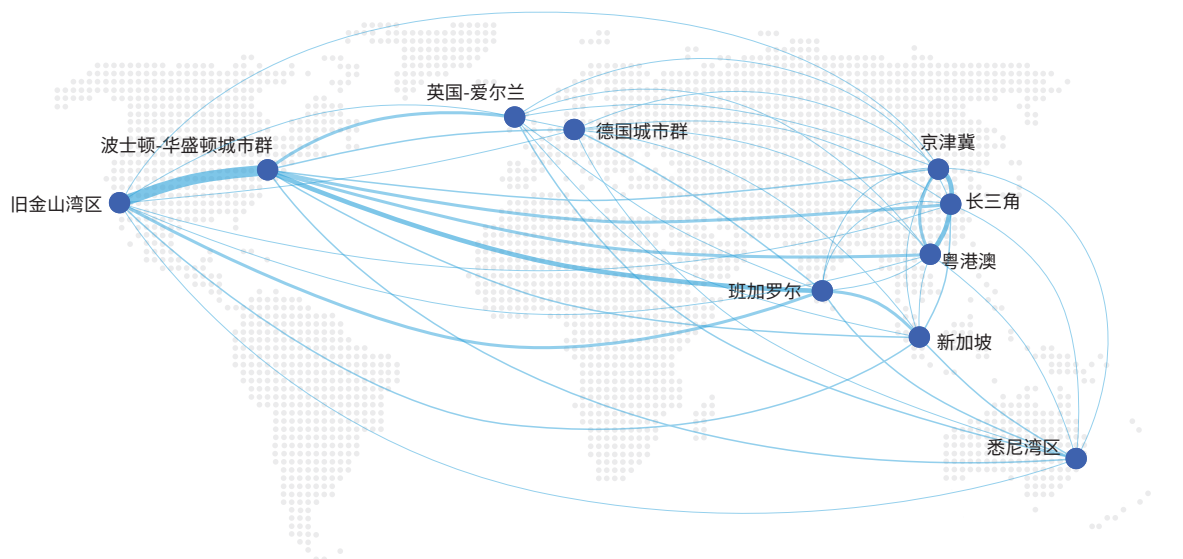 英国-爱尔兰
德国城市群
波士顿-华盛顿城市群
京津冀
旧金山湾区
长三角
粤港澳
班加罗尔
新加坡
悉尼湾区